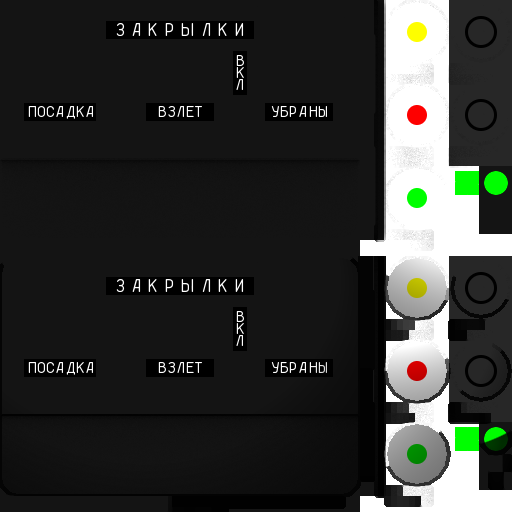 ЗАКРЫЛКИ
ВКЛ
ПОСАДКА ВЗЛЕТ УБРАНЫ
ЗАКРЫЛКИ
ВКЛ
ПОСАДКА ВЗЛЕТ УБРАНЫ